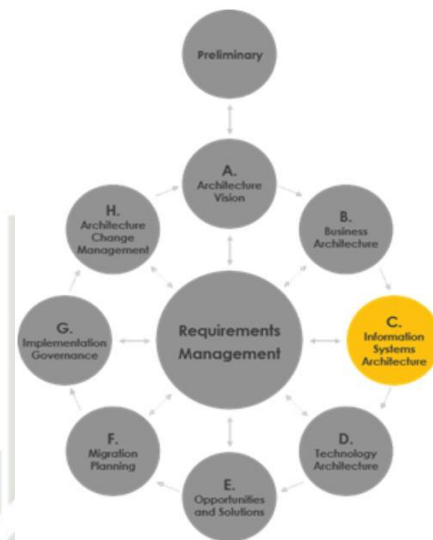 Preliminary
A.
Architecture
Vision
H.
Architecture
Change
Management
B.
Business
Architecture
G.
Implementation
Governance
Requirements
Management
C.
Information
Systems
Architecture
F.
Migration
Planning
D.
Technology
Architecture
E.
Opportunities
and Solutions